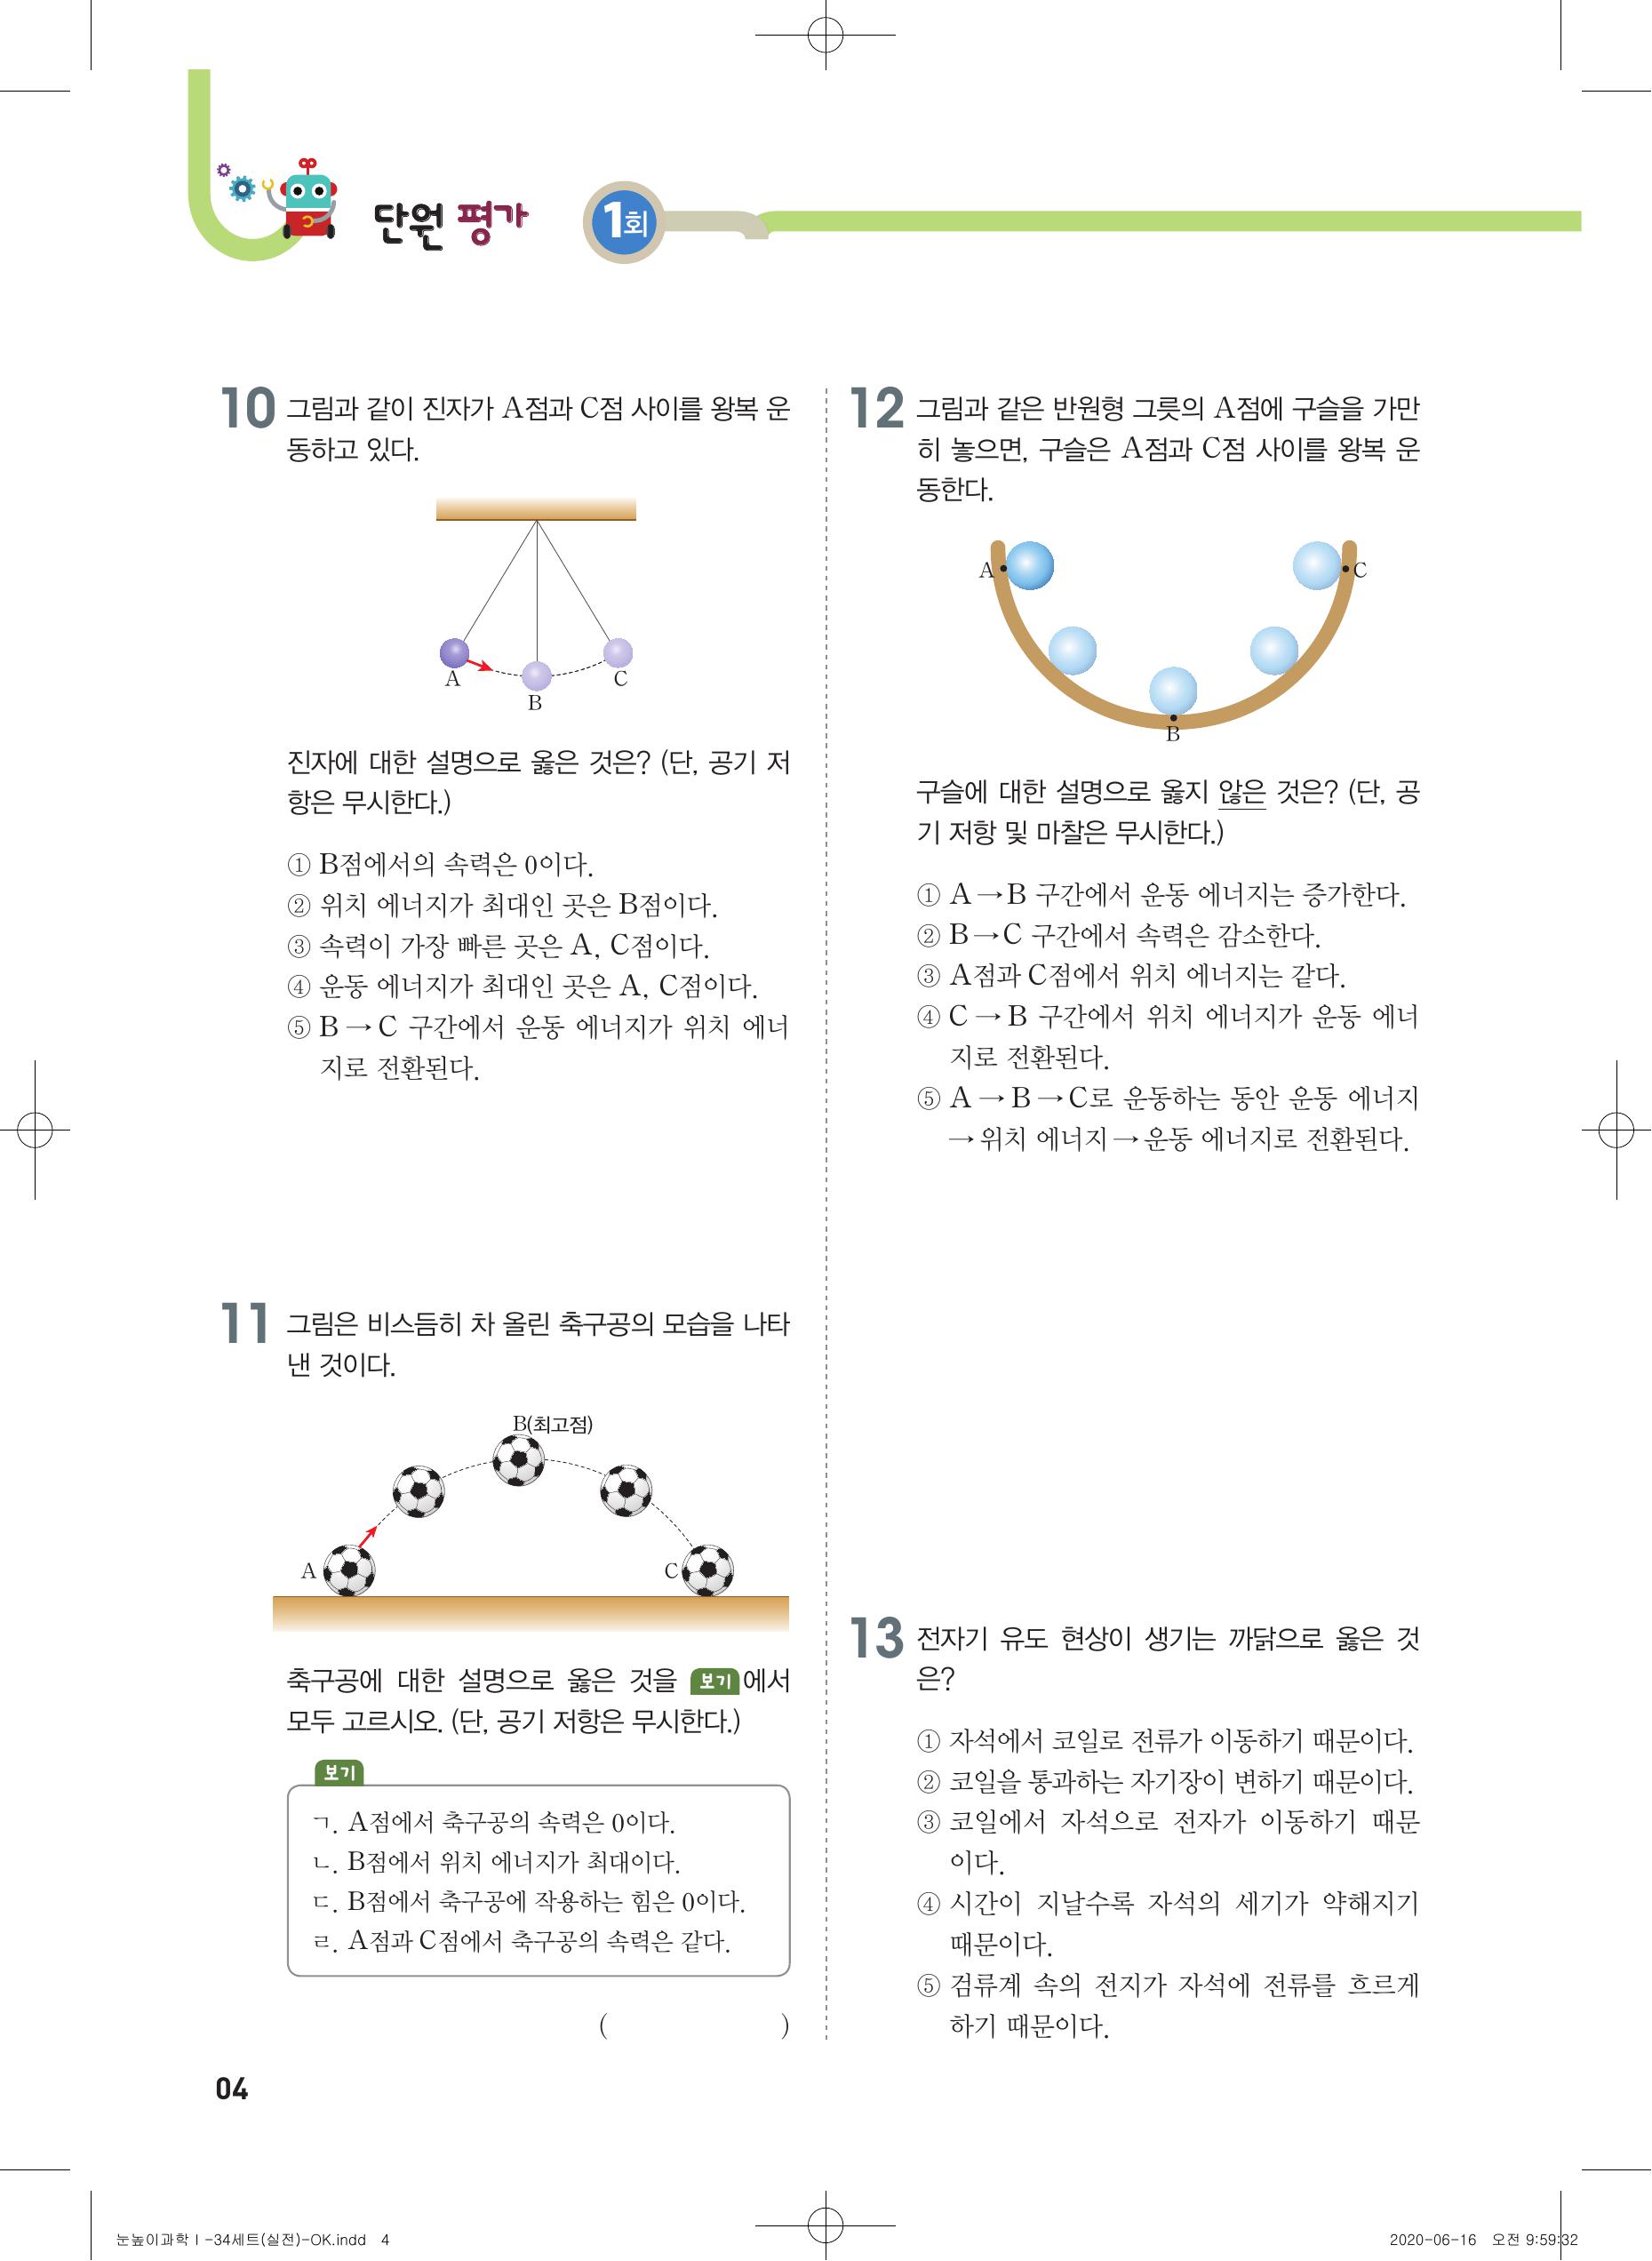 단원 평가 1회
10 그림과 같이 진자가 A점과 C점 사이를 왕복 운
동하고 있다.
A
B
C
진자에 대한 설명으로 옳은 것은? (단, 공기 저
항은 무시한다.)
① B점에서의 속력은 0이다.
② 위치 에너지가 최대인 곳은 B점이다.
③ 속력이 가장 빠른 곳은 A, C점이다.
④ 운동 에너지가 최대인 곳은 A, C점이다.
⑤ B → C 구간에서 운동 에너지가 위치 에너
지로 전환된다.
11 그림은 비스듬히 차 올린 축구공의 모습을 나타
낸 것이다.
B(최고점)
A
C
축구공에 대한 설명으로 옳은 것을 보기 에서
모두 고르시오. (단, 공기 저항은 무시한다.)
보기
ㄱ. A점에서 축구공의 속력은 0이다.
ㄴ. B점에서 위치 에너지가 최대이다.
ㄷ. B점에서 축구공에 작용하는 힘은 0이다.
ㄹ. A점과 C점에서 축구공의 속력은 같다.
( )
12 그림과 같은 반원형 그릇의 A점에 구슬을 가만
히 놓으면, 구슬은 A점과 C점 사이를 왕복 운
동한다.
A
C
B
구슬에 대한 설명으로 옳지 않은 것은? (단, 공
기 저항 및 마찰은 무시한다.)
① A → B 구간에서 운동 에너지는 증가한다.
② B → C 구간에서 속력은 감소한다.
③ A점과 C점에서 위치 에너지는 같다.
④ C → B 구간에서 위치 에너지가 운동 에너
지로 전환된다.
⑤ A → B → C로 운동하는 동안 운동 에너지
→ 위치 에너지 → 운동 에너지로 전환된다.
13 전자기 유도 현상이 생기는 까닭으로 옳은 것
은?
① 자석에서 코일로 전류가 이동하기 때문이다.
② 코일을 통과하는 자기장이 변하기 때문이다.
③ 코일에서 자석으로 전자가 이동하기 때문
이다.
④ 시간이 지날수록 자석의 세기가 약해지기
때문이다.
⑤ 검류계 속의 전지가 자석에 전류를 흐르게
하기 때문이다.
04
눈높이과학Ⅰ-34세트(실전)-OK.indd 4
2020-06-16 오전 9:59:32